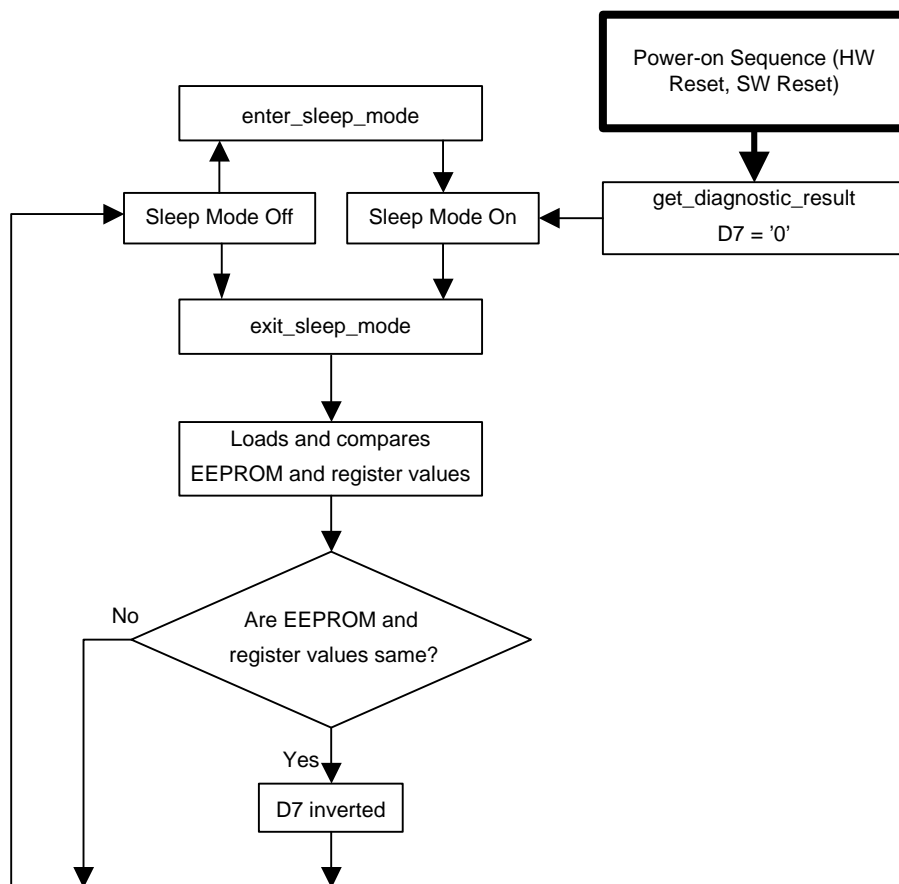 Power-on Sequence (HW
Reset, SW Reset)
enter_sleep_mode
get_diagnostic_result
D7 = '0'
Sleep Mode Off
Sleep Mode On
exit_sleep_mode
Loads and compares
EEPROM and register values
No
Are EEPROM and
register values same?
Yes
D7 inverted